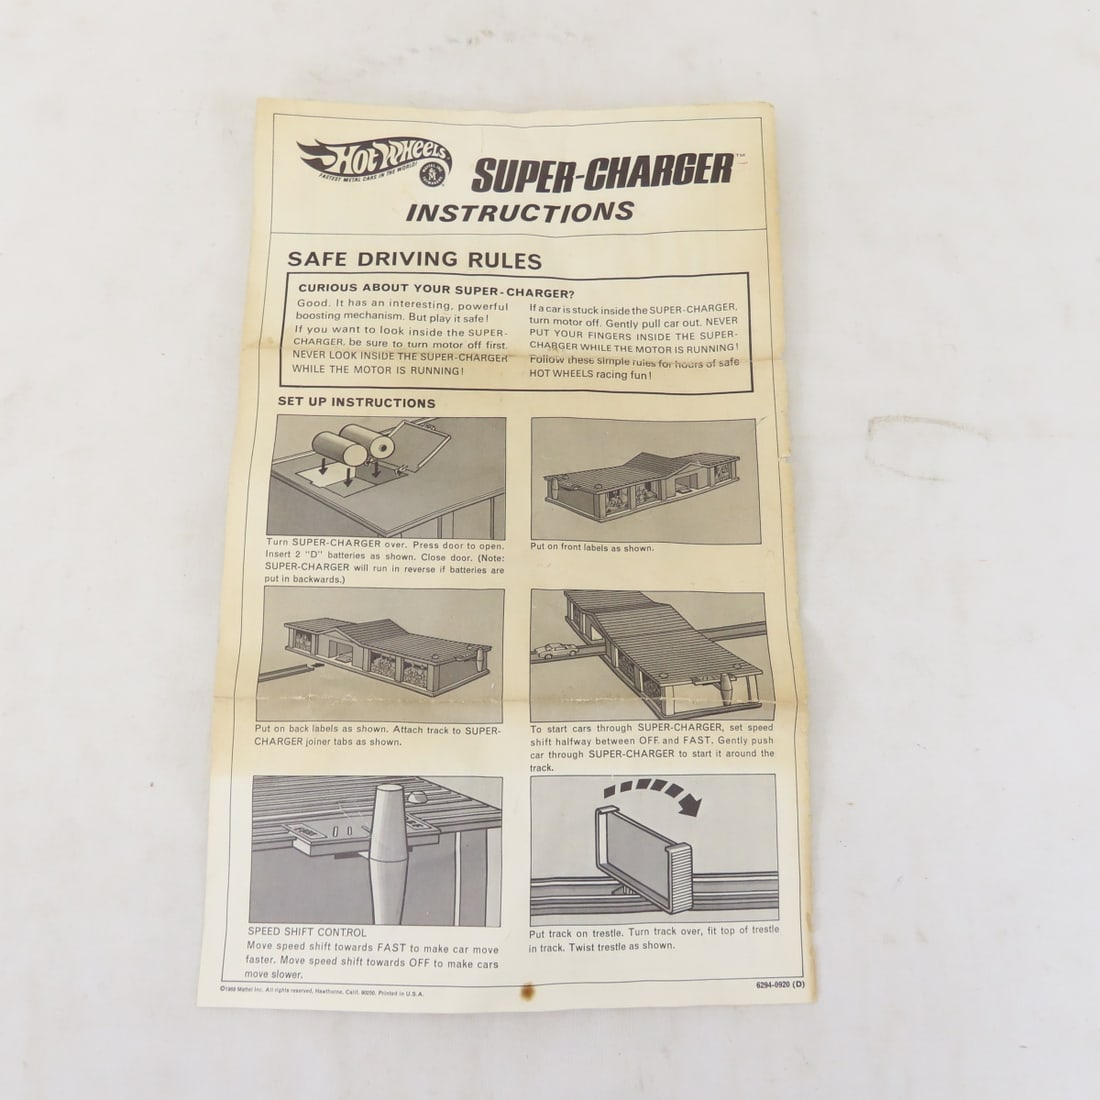 HOT WHEELS
FASTEST METAL CARS IN THE WORLD!
SUPER-CHARGER™
INSTRUCTIONS
SAFE DRIVING RULES
CURIOUS ABOUT YOUR SUPER-CHARGER?
Good. It has an interesting, powerful
boosting mechanism. But play it safe!
If you want to look inside the SUPER-
CHARGER, be sure to turn motor off first.
NEVER LOOK INSIDE THE SUPER-CHARGER
WHILE THE MOTOR IS RUNNING!
If a car is stuck inside the SUPER-CHARGER,
turn motor off. Gently pull car out. NEVER
PUT YOUR FINGERS INSIDE THE SUPER-
CHARGER WHILE THE MOTOR IS RUNNING!
Follow these simple rules for hours of safe
HOT WHEELS racing fun!
SET UP INSTRUCTIONS
Turn SUPER-CHARGER over. Press door to open.
Insert 2 "D" batteries as shown. Close door. (Note:
SUPER-CHARGER will run in reverse if batteries are
put in backwards.)
Put on front labels as shown.
Put on back labels as shown. Attach track to SUPER-
CHARGER joiner tabs as shown.
To start cars through SUPER-CHARGER, set speed
shift halfway between OFF and FAST. Gently push
car through SUPER-CHARGER to start it around the
track.
SPEED SHIFT CONTROL
Move speed shift towards FAST to make car move
faster. Move speed shift towards OFF to make cars
move slower.
Put track on trestle. Turn track over, fit top of trestle
in track. Twist trestle as shown.
Mattel Inc. All rights reserved, Hawthorne, Calif. 90250. Printed in U.S.A.
6294-0920 (D)